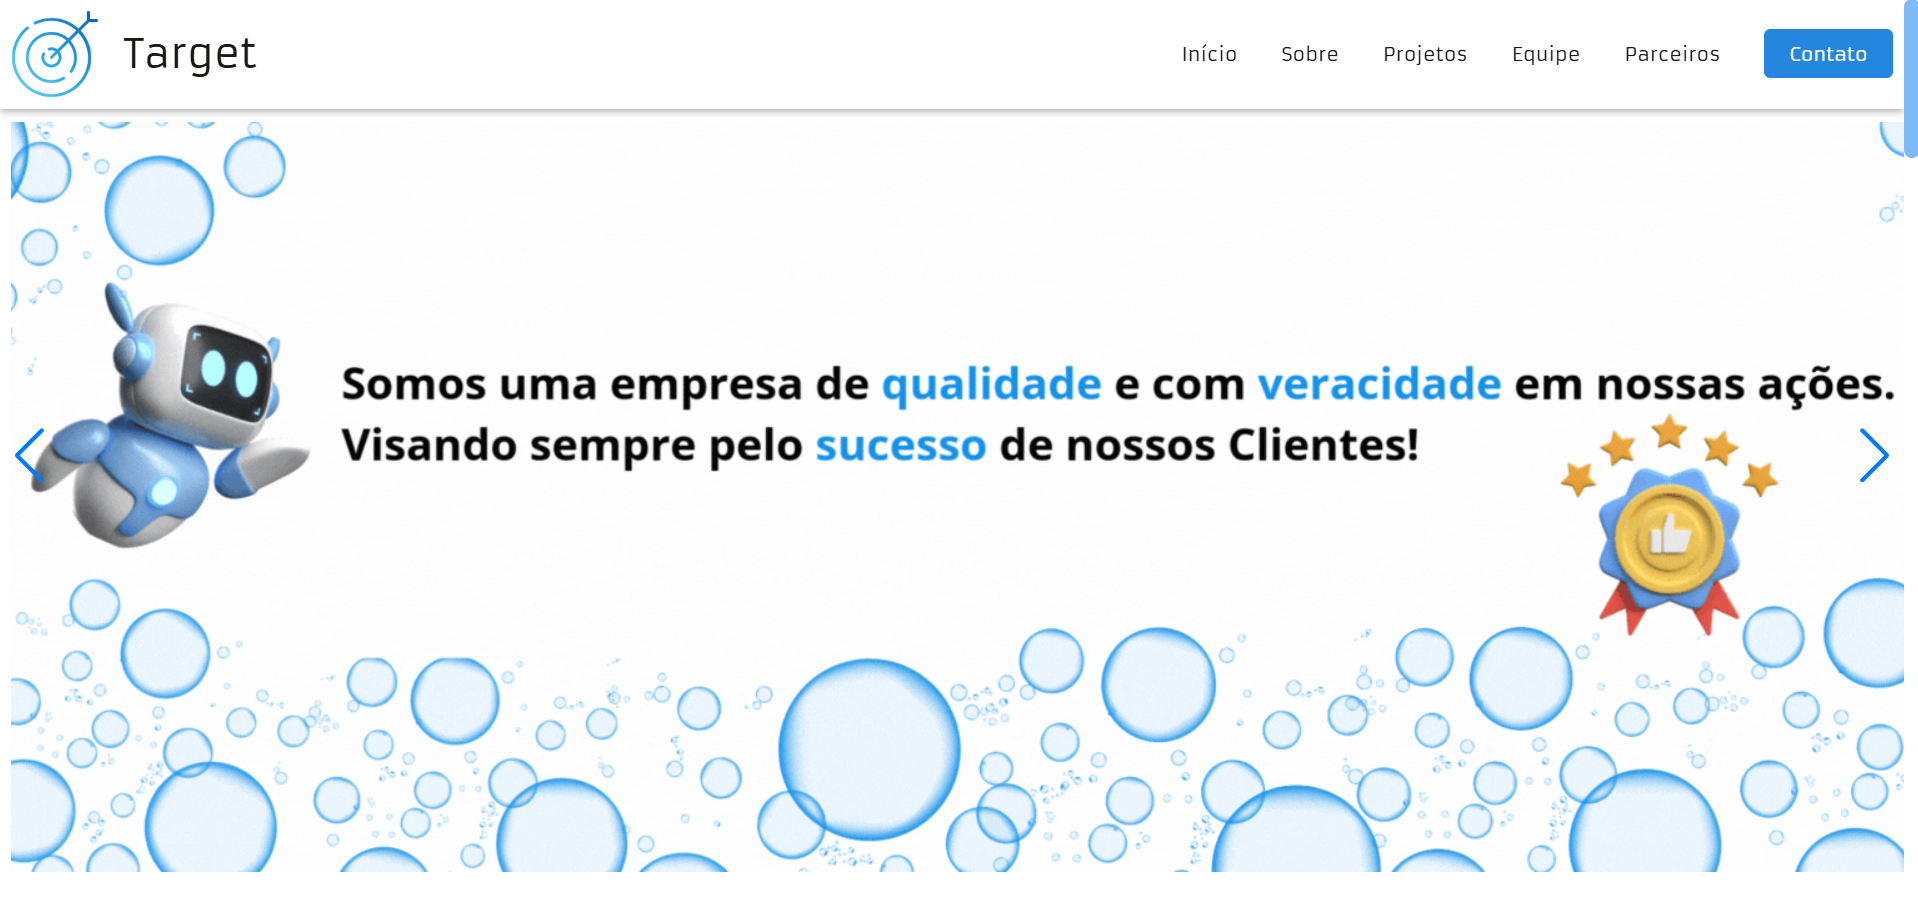 Target
Início
Sobre
Projetos
Equipe
Parceiros
Contato
Somos uma empresa de qualidade e com veracidade em nossas ações.
Visando sempre pelo sucesso de nossos Clientes!